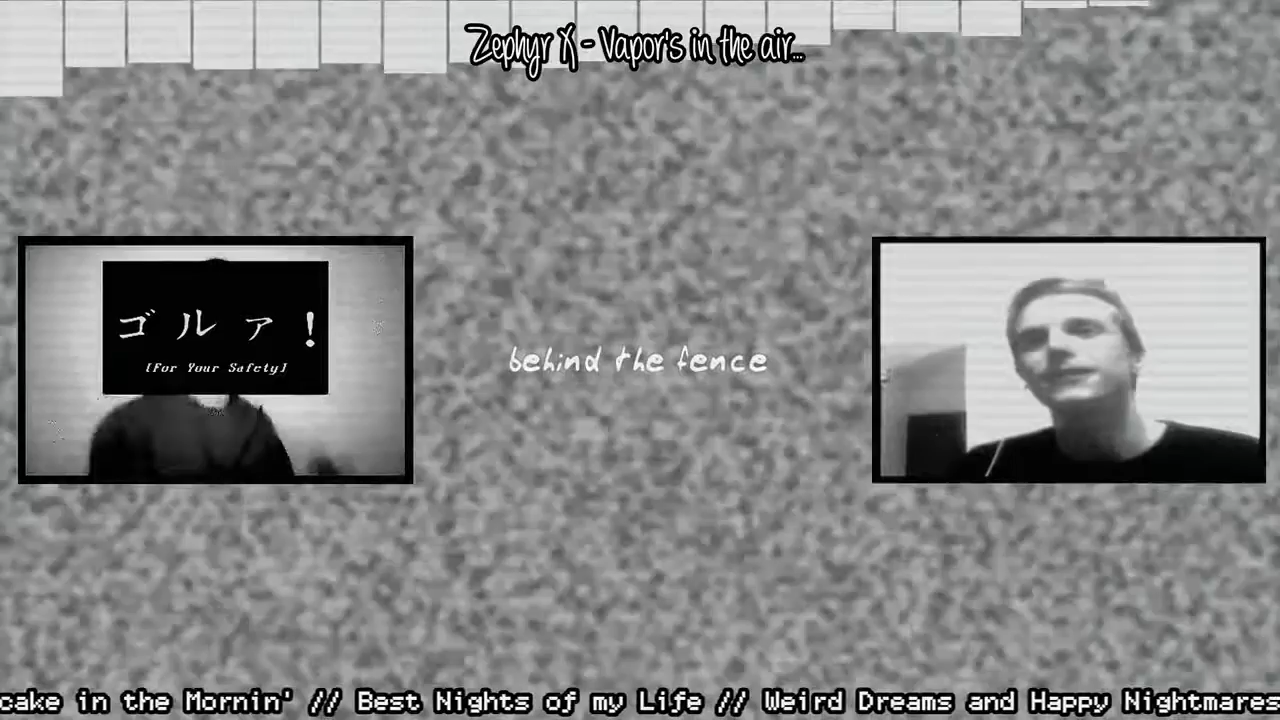 Zephyr X - Vapor's in the air...
ゴルァ!
[For Your Safety]
behind the fence
cake in the Mornin' // Best Nights of my Life // Weird Dreams and Happy Nightmares